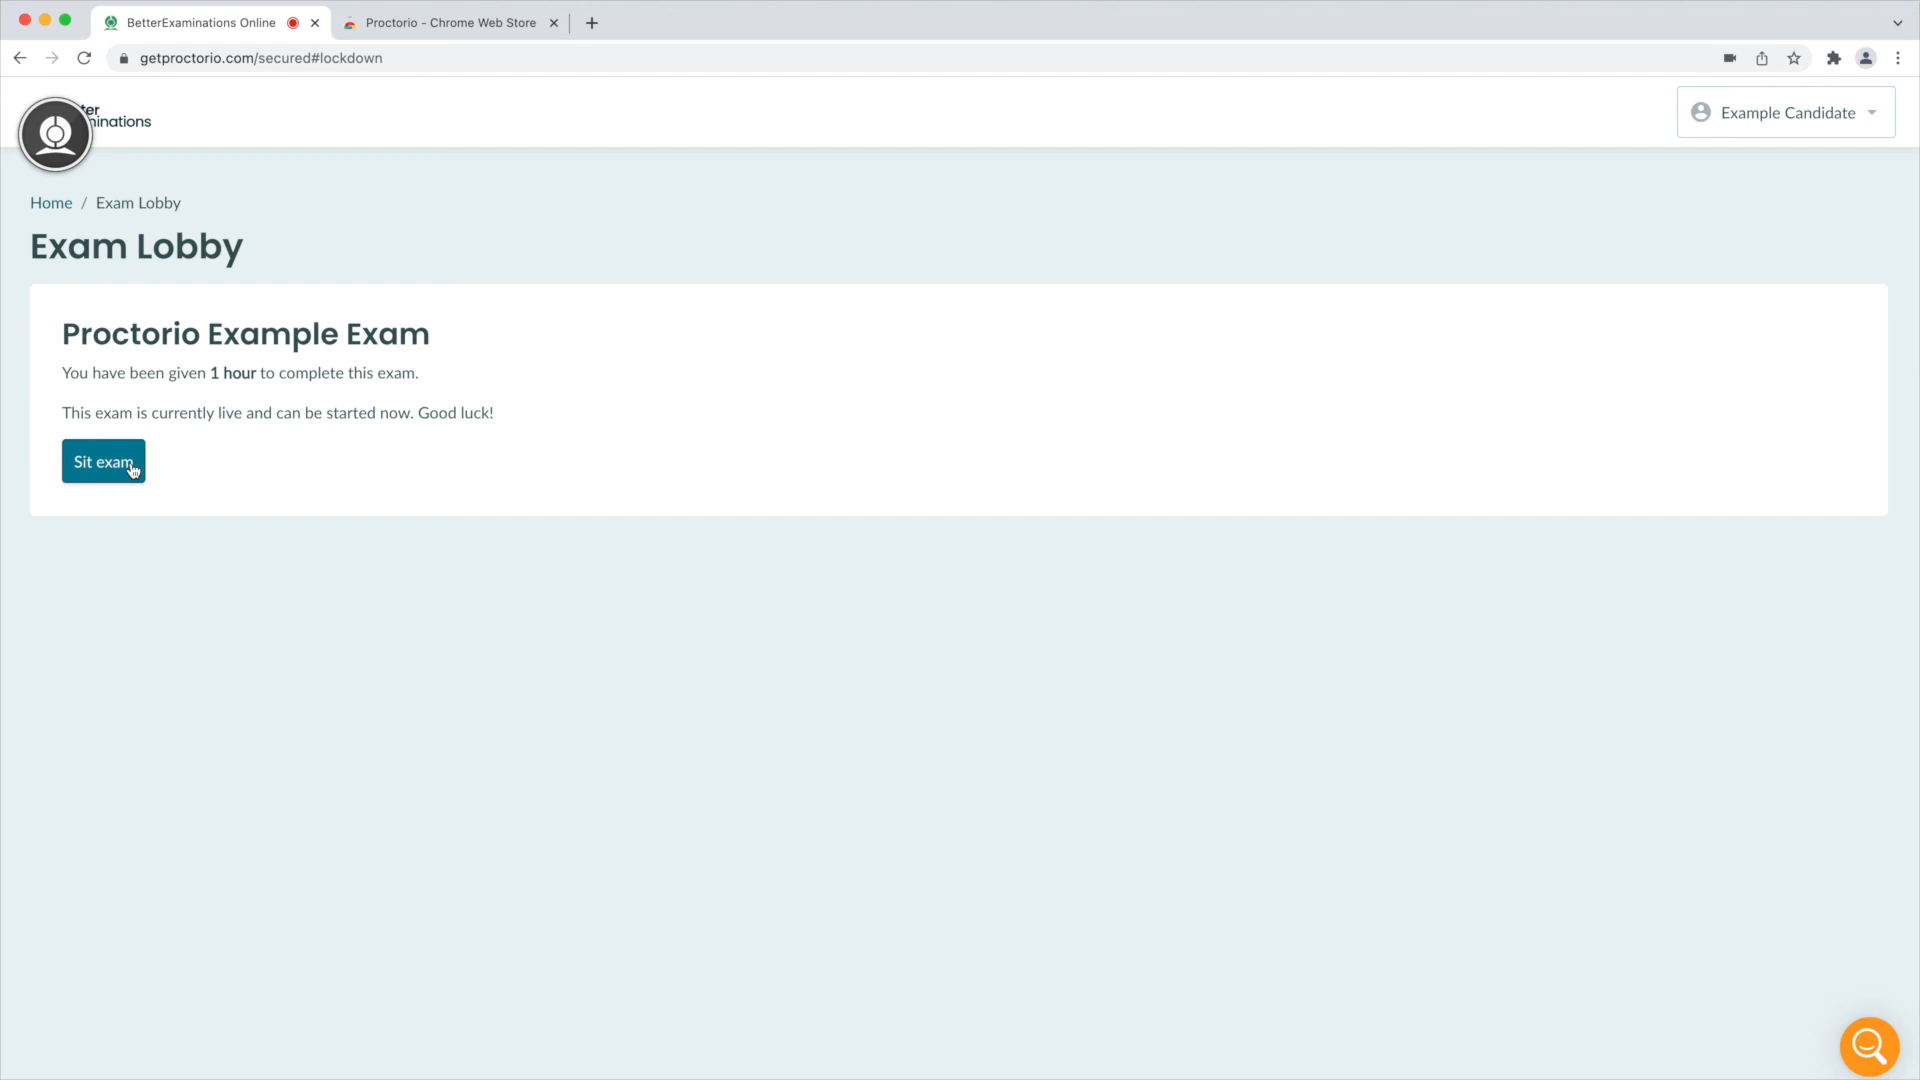 BetterExaminations Online
Proctorio - Chrome Web Store
getproctorio.com/secured#lockdown
Example Candidate
Home / Exam Lobby
Exam Lobby
Proctorio Example Exam
You have been given 1 hour to complete this exam.
This exam is currently live and can be started now. Good luck!
Sit exam